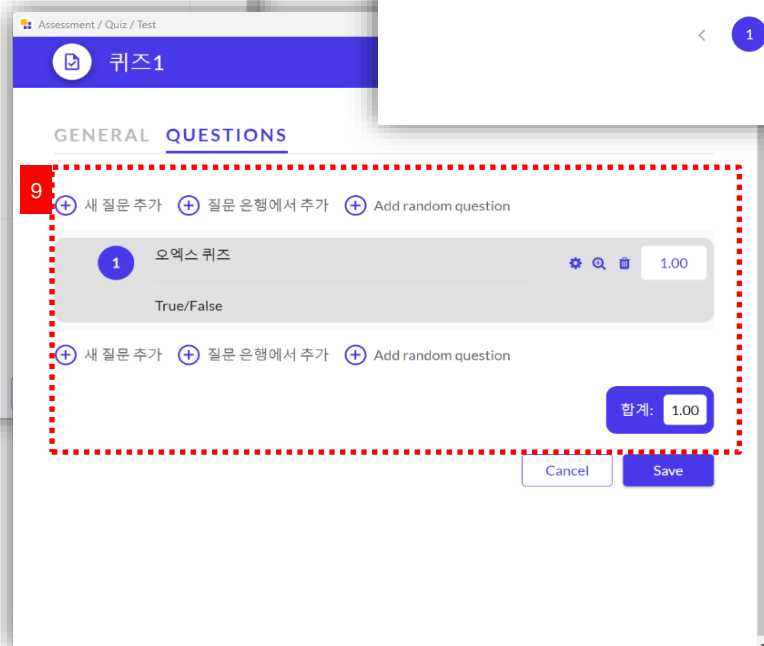 Assessment / Quiz / Test
1
퀴즈1
GENERAL QUESTIONS
9
새 질문 추가 질문 은행에서 추가 Add random question
1 오엑스 퀴즈 1.00
True/False
새 질문 추가 질문 은행에서 추가 Add random question
합계: 1.00
Cancel Save